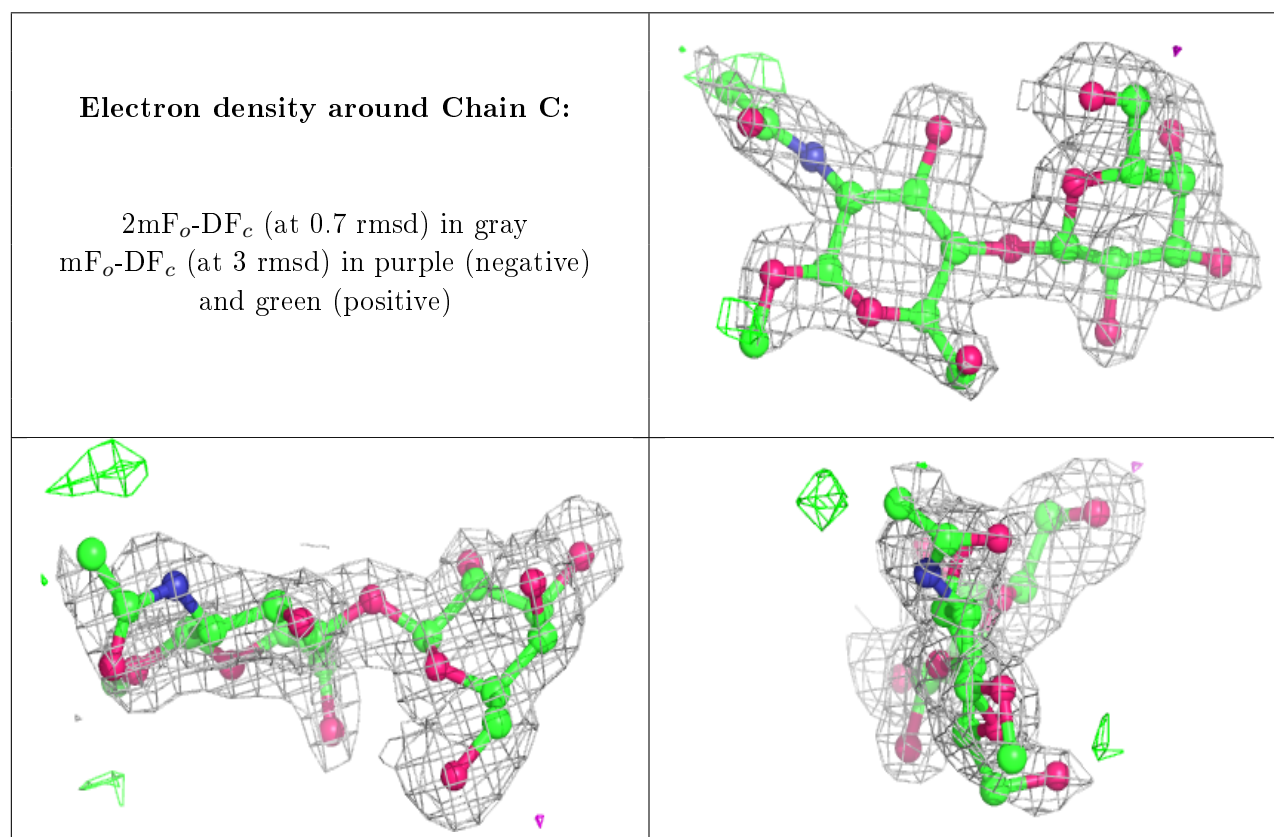 Electron density around Chain C:
2mFₒ-DF𝒸 (at 0.7 rmsd) in gray
mFₒ-DF𝒸 (at 3 rmsd) in purple (negative)
and green (positive)